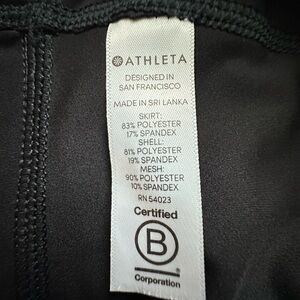 ATHLETA
DESIGNED IN
SAN FRANCISCO
MADE IN SRI LANKA
SKIRT:
83% POLYESTER
17% SPANDEX
SHELL:
81% POLYESTER
19% SPANDEX
MESH:
90% POLYESTER
10% SPANDEX
RN 54023
Certified
B
Corporation